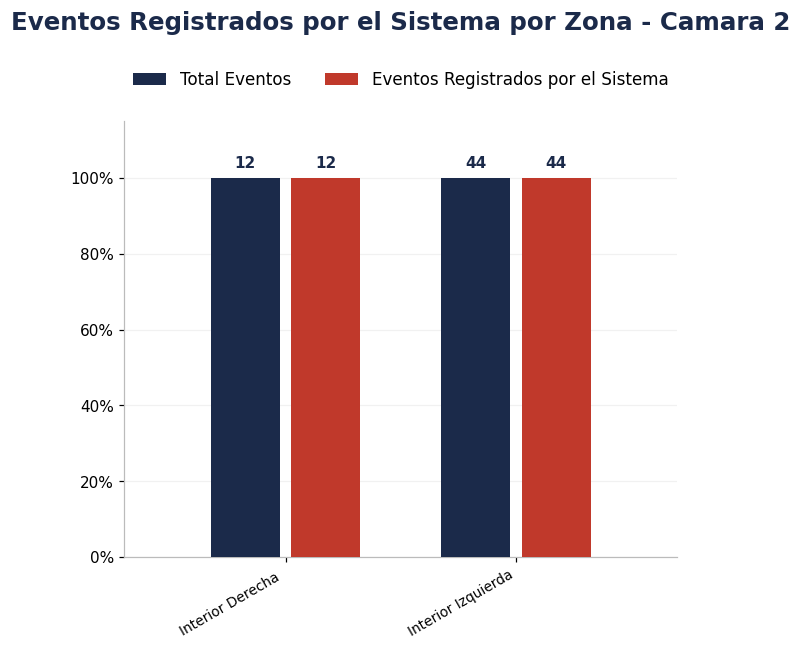 Eventos Registrados por el Sistema por Zona - Camara 2
Total Eventos
Eventos Registrados por el Sistema
12
12
44
44
100%
80%
60%
40%
20%
0%
Interior Derecha
Interior Izquierda